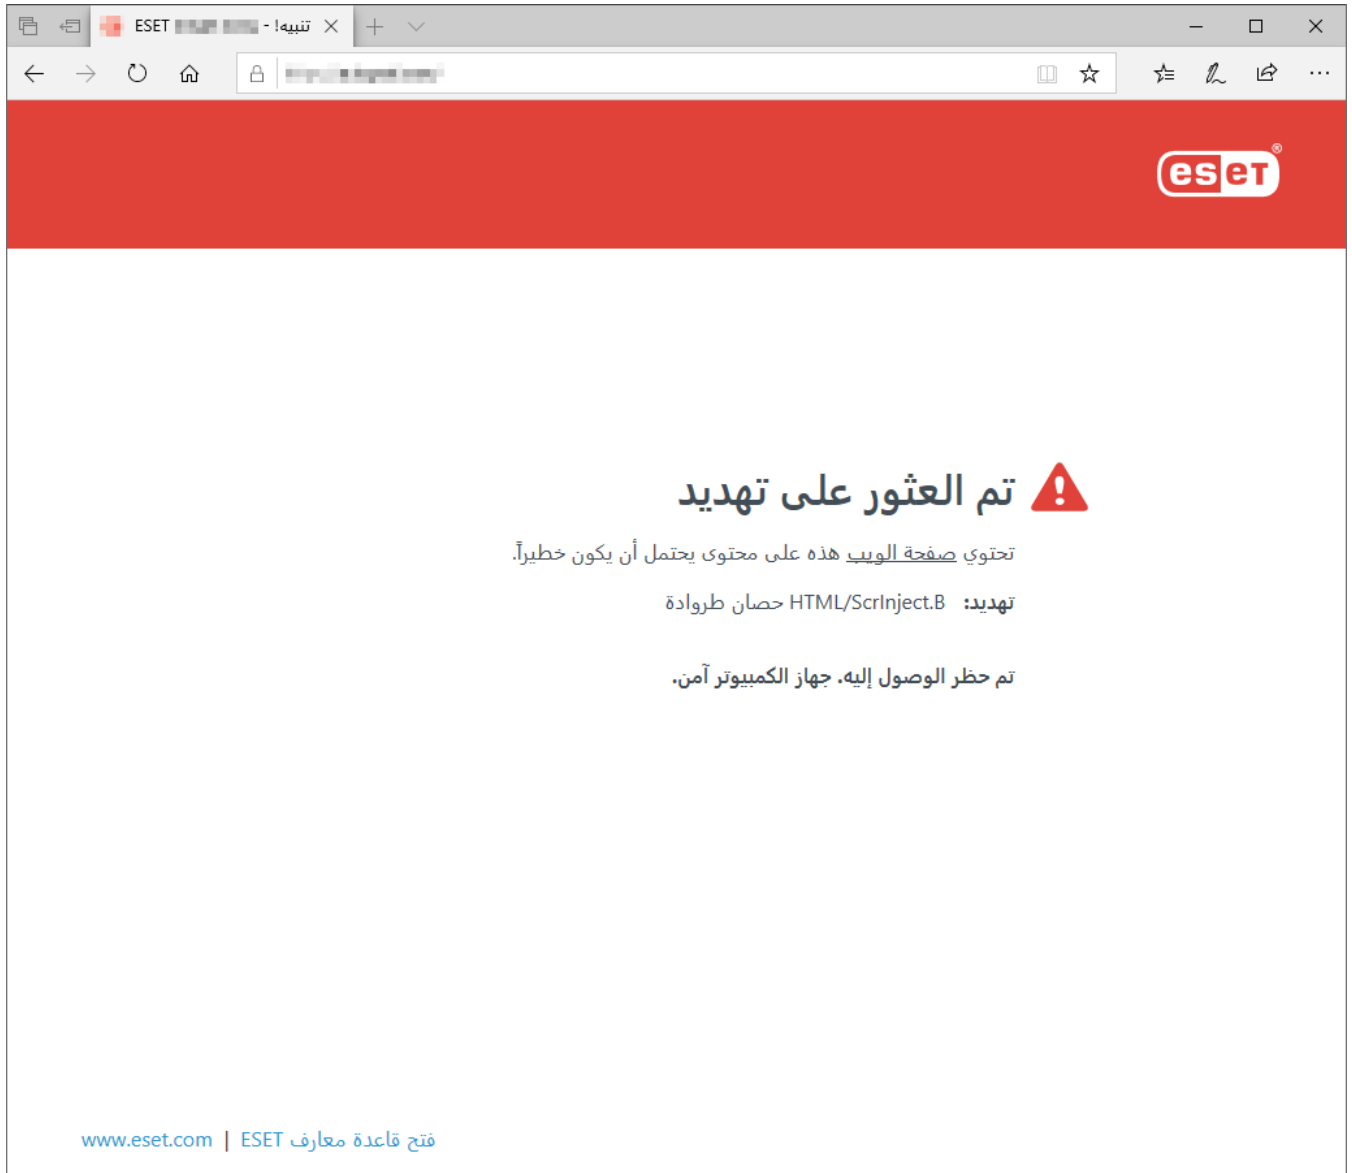 ESET - تنبيه!
eset®
تم العثور على تهديد
تحتوي صفحة الويب هذه على محتوى يحتمل أن يكون خطيراً.
تهديد: HTML/ScrInject.B حصان طروادة
تم حظر الوصول إليه. جهاز الكمبيوتر آمن.
فتح قاعدة معارف ESET | www.eset.com